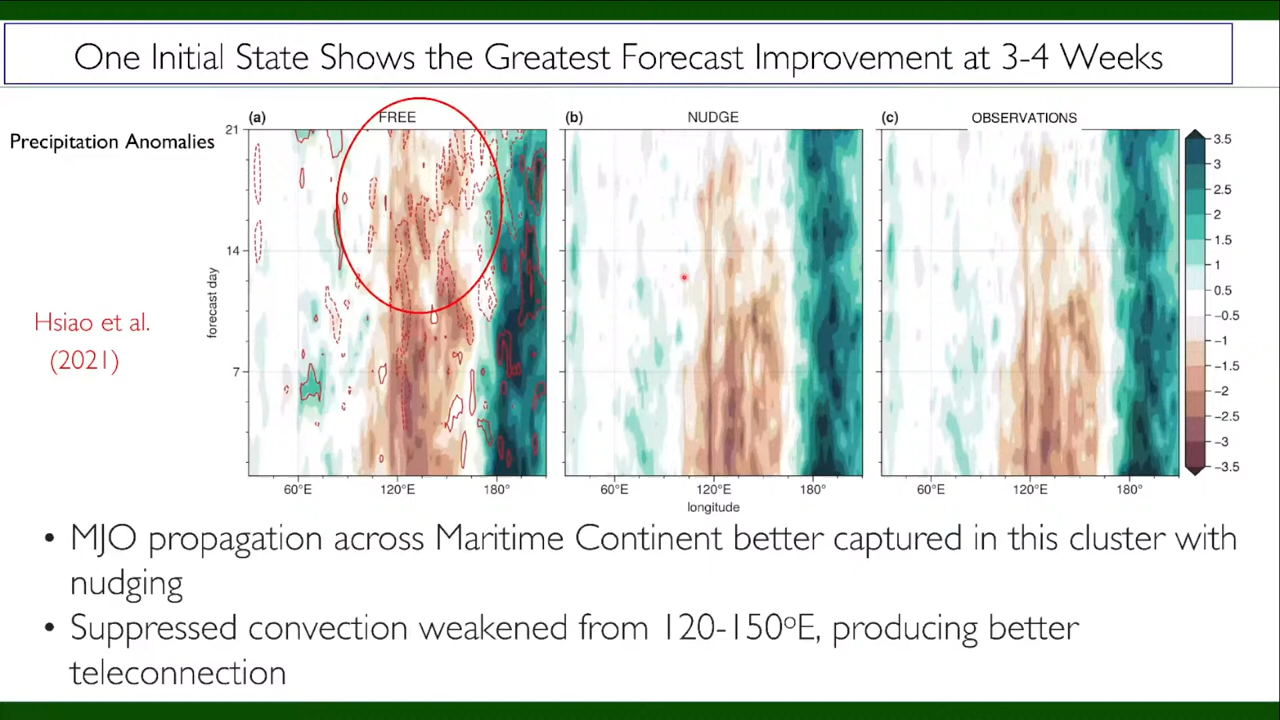 One Initial State Shows the Greatest Forecast Improvement at 3-4 Weeks
Precipitation Anomalies
Hsiao et al.
(2021)
(a)
FREE
(b)
NUDGE
(c)
OBSERVATIONS
21
14
7
forecast day
60°E
120°E
180°
60°E
120°E
180°
60°E
120°E
180°
longitude
3.5
3
2.5
2
1.5
1
0.5
−0.5
−1
−1.5
−2
−2.5
−3
−3.5
• MJO propagation across Maritime Continent better captured in this cluster with
nudging
• Suppressed convection weakened from 120-150ºE, producing better
teleconnection